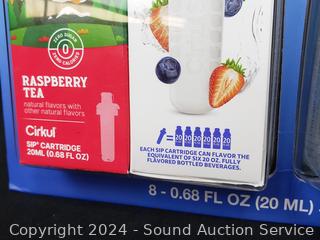 ZERO SUGAR
0
ZERO CALORIES
RASPBERRY
TEA
natural flavors with
other natural flavors
Cirkul
SIP® CARTRIDGE
20ML (0.68 FL OZ)
= 20 20 20 20 20 20
EACH SIP CARTRIDGE CAN FLAVOR THE
EQUIVALENT OF SIX 20 OZ. FULLY
FLAVORED BOTTLED BEVERAGES.
8 - 0.68 FL OZ (20 ML)
Copyright 2024 - Sound Auction Service